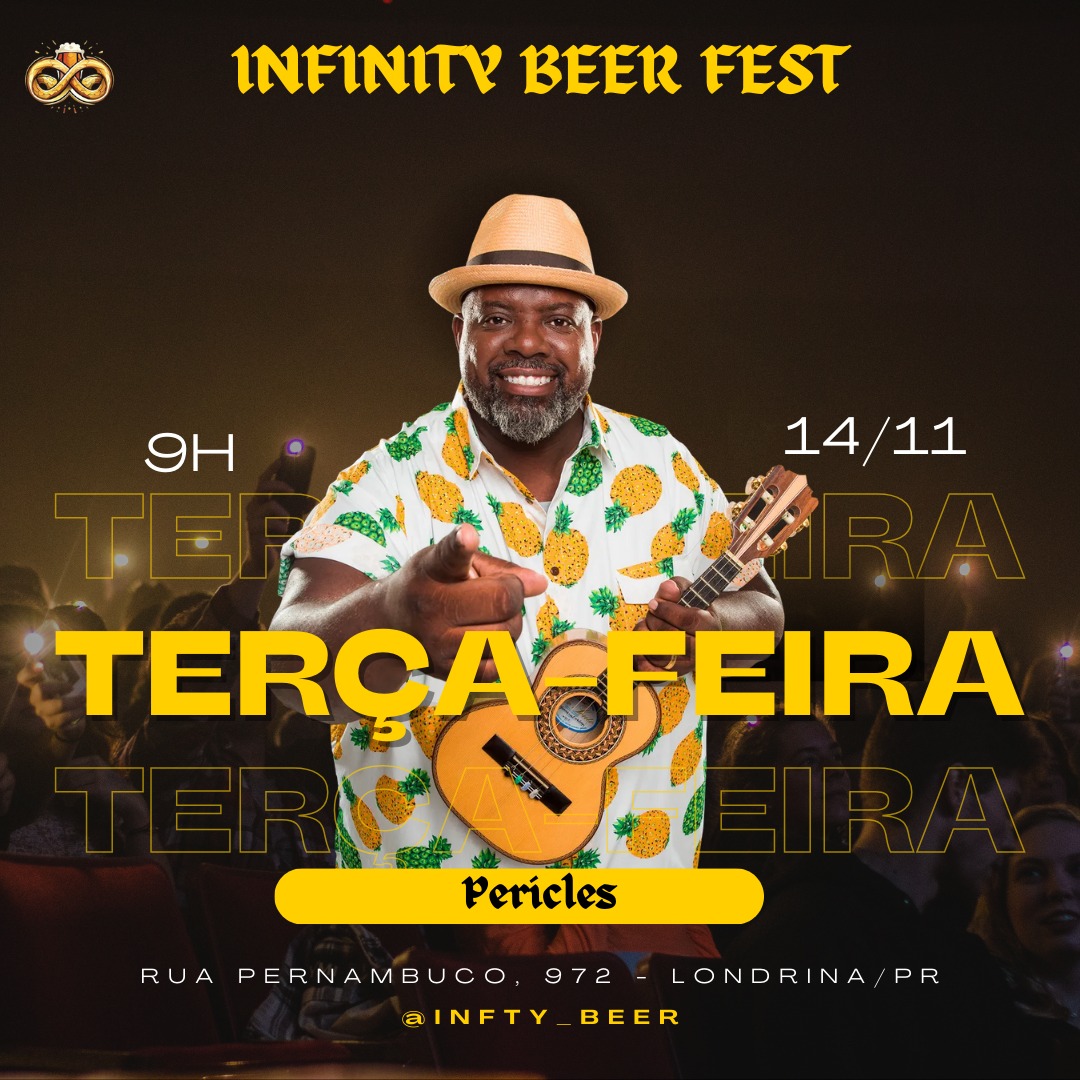 INFINITY BEER FEST
9H
14/11
TERÇA-FEIRA
TERÇA-FEIRA
TERÇA-FEIRA
Pericles
RUA PERNAMBUCO, 972 - LONDRINA/PR
@INFTY_BEER